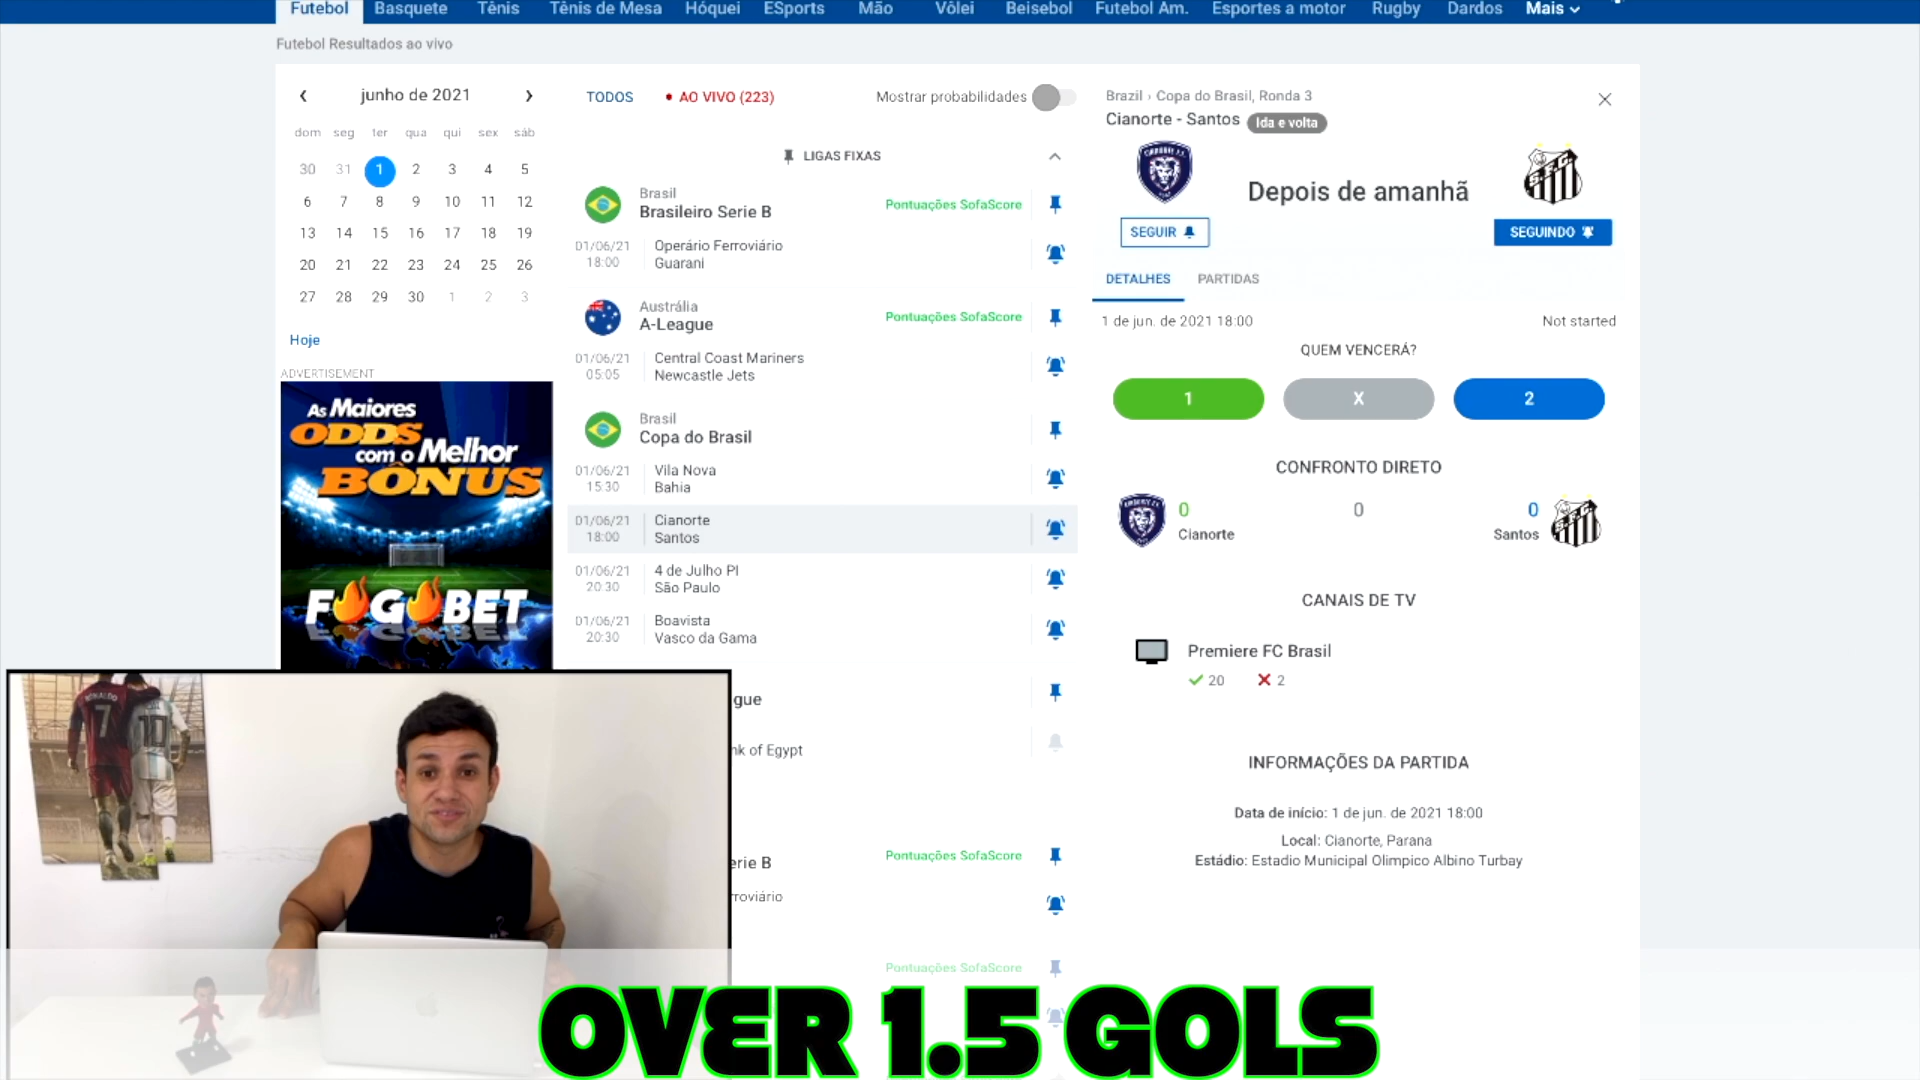 Futebol Basquete Tênis Tênis de Mesa Hóquei ESports Mão Vôlei Beisebol Futebol Am. Esportes a motor Rugby Dardos Mais
Futebol Resultados ao vivo
junho de 2021
dom seg ter qua qui sex sáb
30 31 1 2 3 4 5
6 7 8 9 10 11 12
13 14 15 16 17 18 19
20 21 22 23 24 25 26
27 28 29 30 1 2 3
Hoje
ADVERTISEMENT
As Maiores
ODDS
com o Melhor
BÔNUS
FOGOBET
TODOS • AO VIVO (223) Mostrar probabilidades
LIGAS FIXAS
Brasil
Brasileiro Serie B Pontuações SofaScore
01/06/21 Operário Ferroviário
18:00 Guarani
Austrália
A-League Pontuações SofaScore
01/06/21 Central Coast Mariners
05:05 Newcastle Jets
Brasil
Copa do Brasil
01/06/21 Vila Nova
15:30 Bahia
01/06/21 Cianorte
18:00 Santos
01/06/21 4 de Julho PI
20:30 São Paulo
01/06/21 Boavista
20:30 Vasco da Gama
gue
nk of Egypt
erie B Pontuações SofaScore
rroviário
Pontuações SofaScore
Brazil › Copa do Brasil, Ronda 3
Cianorte - Santos Ida e volta
Depois de amanhã
SEGUIR SEGUINDO
DETALHES PARTIDAS
1 de jun. de 2021 18:00 Not started
QUEM VENCERÁ?
1 X 2
CONFRONTO DIRETO
0 0 0
Cianorte Santos
CANAIS DE TV
Premiere FC Brasil
20 2
INFORMAÇÕES DA PARTIDA
Data de início: 1 de jun. de 2021 18:00
Local: Cianorte, Parana
Estádio: Estadio Municipal Olimpico Albino Turbay
RONALDO
7 10
OVER 1.5 GOLS